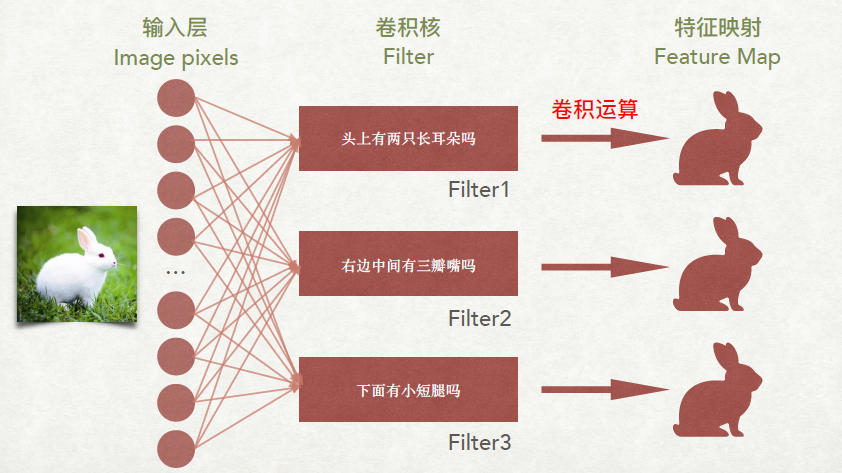 输入层
Image pixels
卷积核
Filter
特征映射
Feature Map
卷积运算
头上有两只长耳朵吗
Filter1
右边中间有三瓣嘴吗
Filter2
...
下面有小短腿吗
Filter3